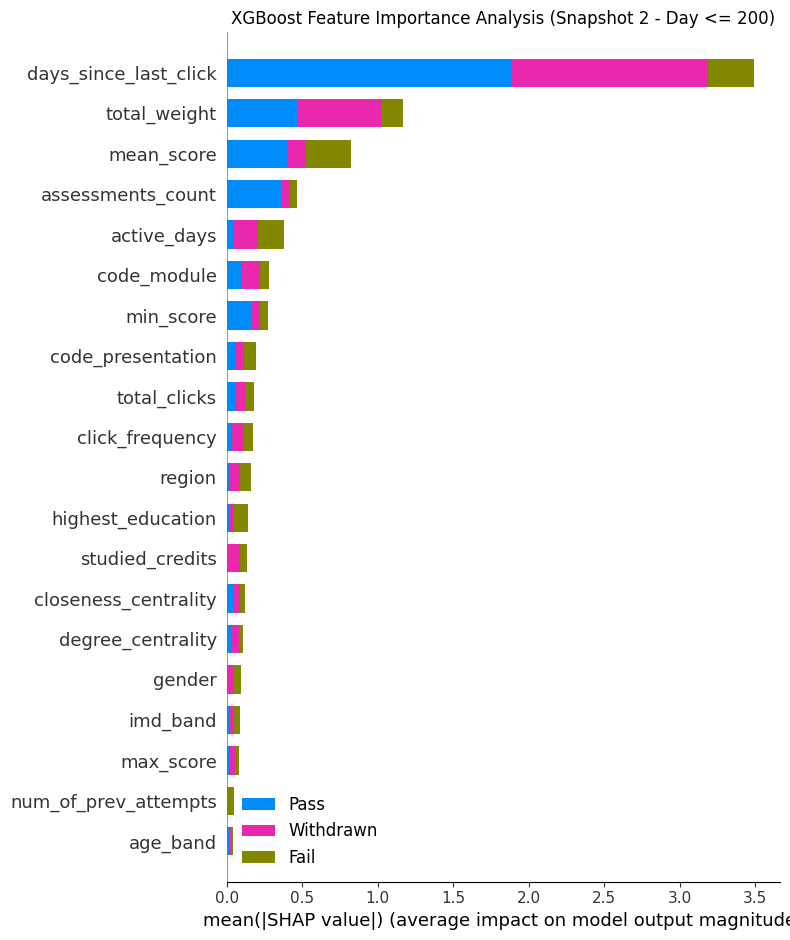 XGBoost Feature Importance Analysis (Snapshot 2 - Day <= 200)
days_since_last_click
total_weight
mean_score
assessments_count
active_days
code_module
min_score
code_presentation
total_clicks
click_frequency
region
highest_education
studied_credits
closeness_centrality
degree_centrality
gender
imd_band
max_score
num_of_prev_attempts
age_band
Pass
Withdrawn
Fail
0.0 0.5 1.0 1.5 2.0 2.5 3.0 3.5
mean(|SHAP value|) (average impact on model output magnitude